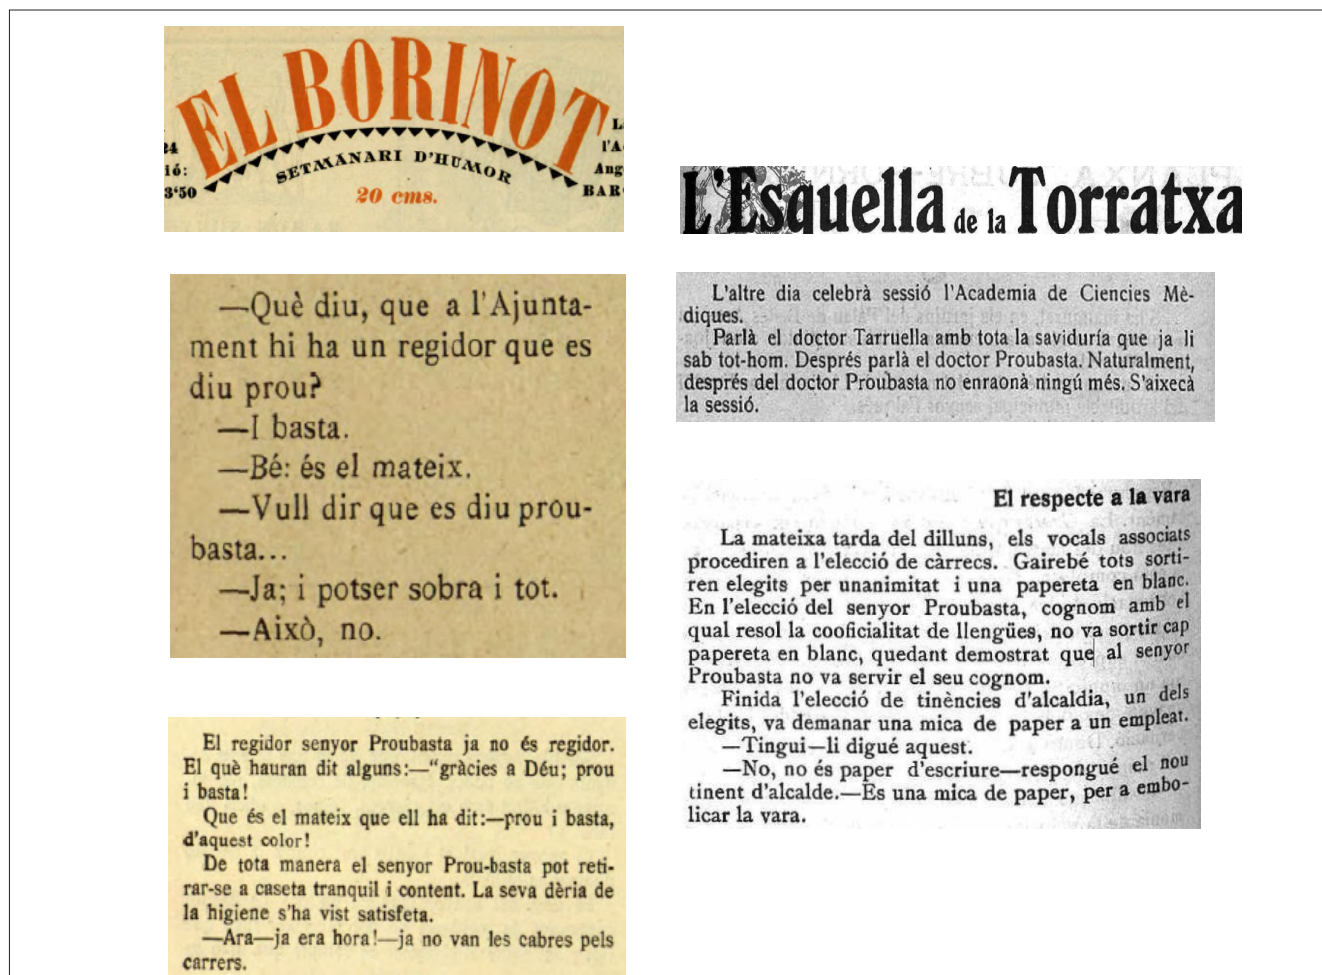 EL BORINOT
SETMANARI D'HUMOR
20 cms.
24
ió:
3'50
L
l'A
Ang
BAR
—Què diu, que a l'Ajunta-
ment hi ha un regidor que es
diu prou?
—I basta.
—Bé: és el mateix.
—Vull dir que es diu prou-
basta...
—Ja; i potser sobra i tot.
—Això, no.
El regidor senyor Proubasta ja no és regidor.
El què hauran dit alguns:—“gràcies a Déu; prou
i basta!
Que és el mateix que ell ha dit:—prou i basta,
d'aquest color!
De tota manera el senyor Prou-basta pot reti-
rar-se a caseta tranquil i content. La seva dèria de
la higiene s'ha vist satisfeta.
—Ara—ja era hora!—ja no van les cabres pels
carrers.
L'Esquella de la Torratxa
L'altre dia celebrà sessió l'Academia de Ciencies Mè-
diques.
Parlà el doctor Tarruella amb tota la saviduría que ja li
sab tot-hom. Després parlà el doctor Proubasta. Naturalment,
després del doctor Proubasta no enraonà ningú més. S'aixecà
la sessió.
El respecte a la vara
La mateixa tarda del dilluns, els vocals associats
procediren a l'elecció de càrrecs. Gairebé tots sorti-
ren elegits per unanimitat i una papereta en blanc.
En l'elecció del senyor Proubasta, cognom amb el
qual resol la cooficialitat de llengües, no va sortir cap
papereta en blanc, quedant demostrat que al senyor
Proubasta no va servir el seu cognom.
Finida l'elecció de tinències d'alcaldia, un dels
elegits, va demanar una mica de paper a un empleat.
—Tingui—li digué aquest.
—No, no és paper d'escriure—respongué el nou
tinent d'alcalde.—Es una mica de paper, per a embo-
licar la vara.